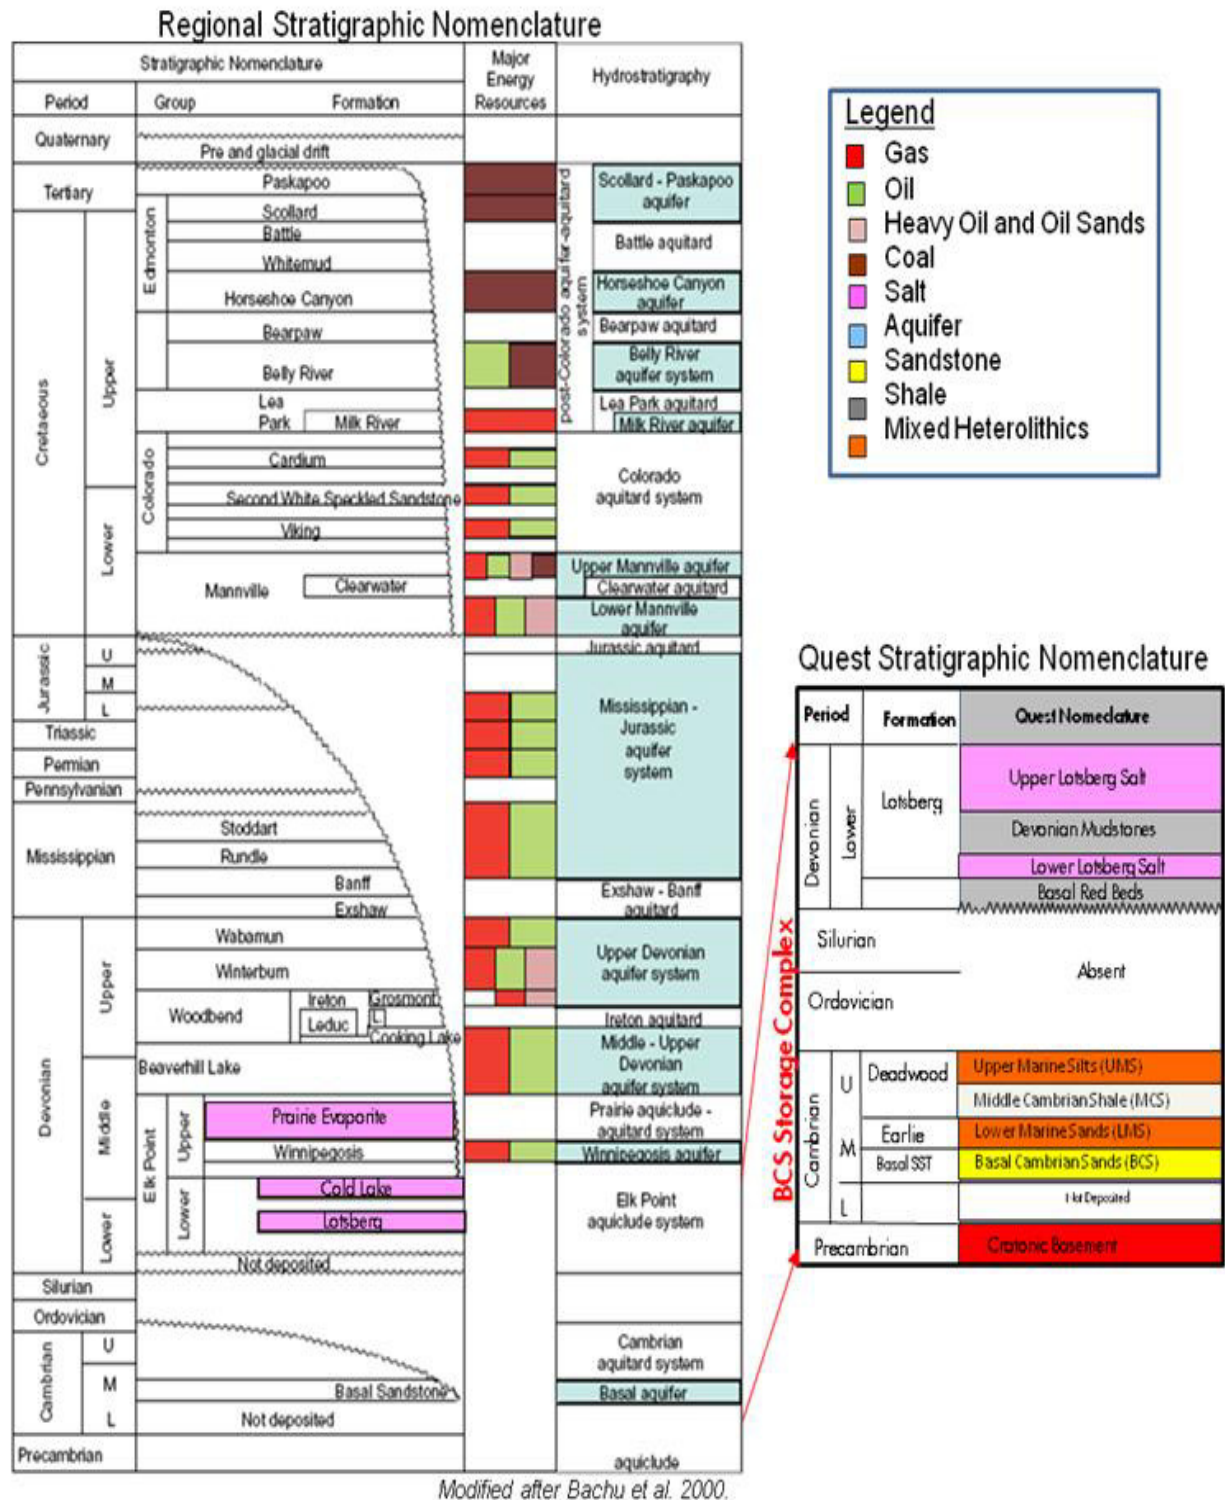 Regional Stratigraphic Nomenclature
Stratigraphic Nomenclature
Major
Energy
Resources
Hydrostratigraphy
Period
Group
Formation
Quaternary
Pre and glacial drift
Tertiary
Paskapoo
Scollard - Paskapoo
aquifer
Cretaeous
Upper
Edmonton
Scollard
Battle
Battle aquitard
Whitemud
Horseshoe Canyon
Horseshoe Canyon
aquifer
post-Colorado aquifer-aquitard
system
Bearpaw
Bearpaw aquitard
Belly River
Belly River
aquifer system
Lea
Park
Milk River
Lea Park aquitard
Milk River aquifer
Colorado
Cardium
Colorado
aquitard system
Second White Speckled Sandstone
Lower
Viking
Mannville
Clearwater
Upper Mannville aquifer
Clearwater aquitard
Lower Mannville
aquifer
Jurassic
U
Jurassic aquitard
M
L
Mississippian -
Jurassic
aquifer
system
Triassic
Permian
Pennsylvanian
Mississippian
Stoddart
Rundle
Banff
Exshaw - Banff
aquitard
Exshaw
Devonian
Upper
Wabamun
Upper Devonian
aquifer system
Winterburn
Woodbend
Ireton
Grosmont
Leduc
L.
Cooking Lake
Ireton aquitard
Middle - Upper
Devonian
aquifer system
Beaverhill Lake
Middle
Elk Point
Upper
Prairie Evaporite
Prairie aquiclude -
aquitard system
Winnipegosis
Winnipegosis aquifer
Lower
Lower
Cold Lake
Lotsberg
Elk Point
aquiclude system
Not deposited
Silurian
Ordovician
Cambrian
U
Cambrian
aquitard system
M
Basal Sandstone
Basal aquifer
L
Not deposited
Precambrian
aquiclude
Modified after Bachu et al. 2000.
Legend
Gas
Oil
Heavy Oil and Oil Sands
Coal
Salt
Aquifer
Sandstone
Shale
Mixed Heterolithics
Quest Stratigraphic Nomenclature
Period
Formation
Quest Nomeclature
Devonian
Lower
Lotsberg
Upper Lotsberg Salt
Devonian Mudstones
Lower Lotsberg Salt
Basal Red Beds
Silurian
Absent
Ordovician
Cambrian
U
Deadwood
Upper Marine Silts (UMS)
Middle Cambrian Shale (MCS)
M
Earlie
Lower Marine Sands (LMS)
Basal SST
Basal Cambrian Sands (BCS)
L
Not Deposited
Precambrian
Cratonic Basement
BCS Storage Complex